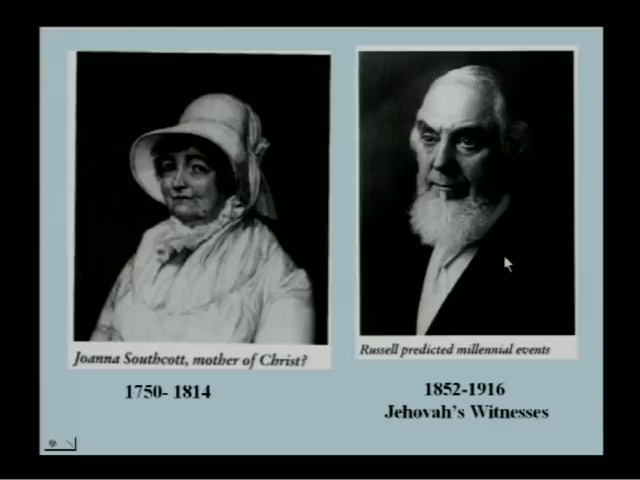 Joanna Southcott, mother of Christ?
1750- 1814
Russell predicted millennial events
1852-1916
Jehovah's Witnesses